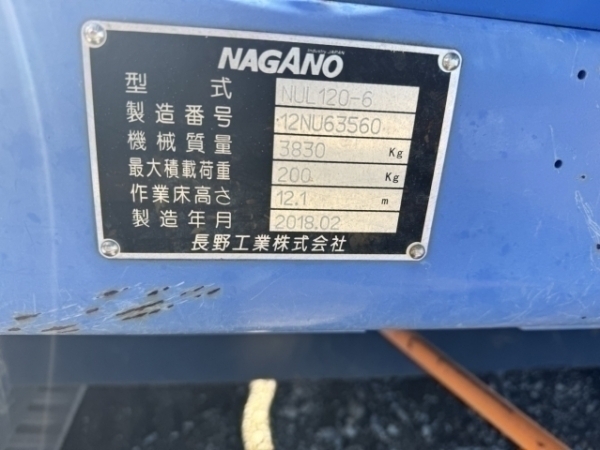 NAGANO
型式 NUL120-6
製造番号 12NU63560
機械質量 3830 Kg
最大積載荷重 200 Kg
作業床高さ 12.1 m
製造年月 2018.02
長野工業株式会社